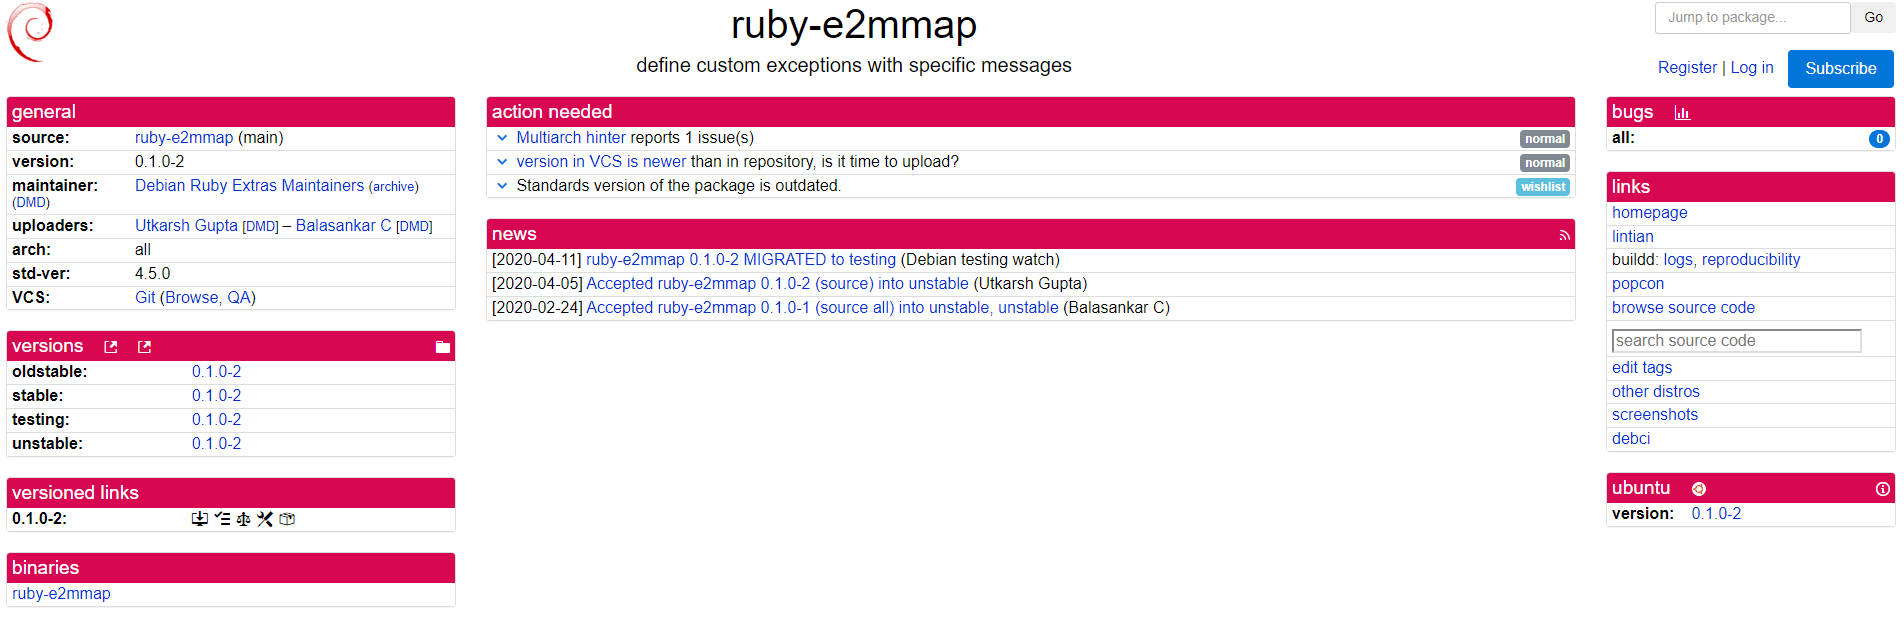 ruby-e2mmap
define custom exceptions with specific messages
Jump to package...
Go
Register | Log in
Subscribe
general
source: ruby-e2mmap (main)
version: 0.1.0-2
maintainer: Debian Ruby Extras Maintainers (archive)
(DMD)
uploaders: Utkarsh Gupta [DMD] – Balasankar C [DMD]
arch: all
std-ver: 4.5.0
VCS: Git (Browse, QA)
versions
oldstable: 0.1.0-2
stable: 0.1.0-2
testing: 0.1.0-2
unstable: 0.1.0-2
versioned links
0.1.0-2:
binaries
ruby-e2mmap
action needed
Multiarch hinter reports 1 issue(s) normal
version in VCS is newer than in repository, is it time to upload? normal
Standards version of the package is outdated. wishlist
news
[2020-04-11] ruby-e2mmap 0.1.0-2 MIGRATED to testing (Debian testing watch)
[2020-04-05] Accepted ruby-e2mmap 0.1.0-2 (source) into unstable (Utkarsh Gupta)
[2020-02-24] Accepted ruby-e2mmap 0.1.0-1 (source all) into unstable, unstable (Balasankar C)
bugs
all: 0
links
homepage
lintian
buildd: logs, reproducibility
popcon
browse source code
search source code
edit tags
other distros
screenshots
debci
ubuntu
version: 0.1.0-2